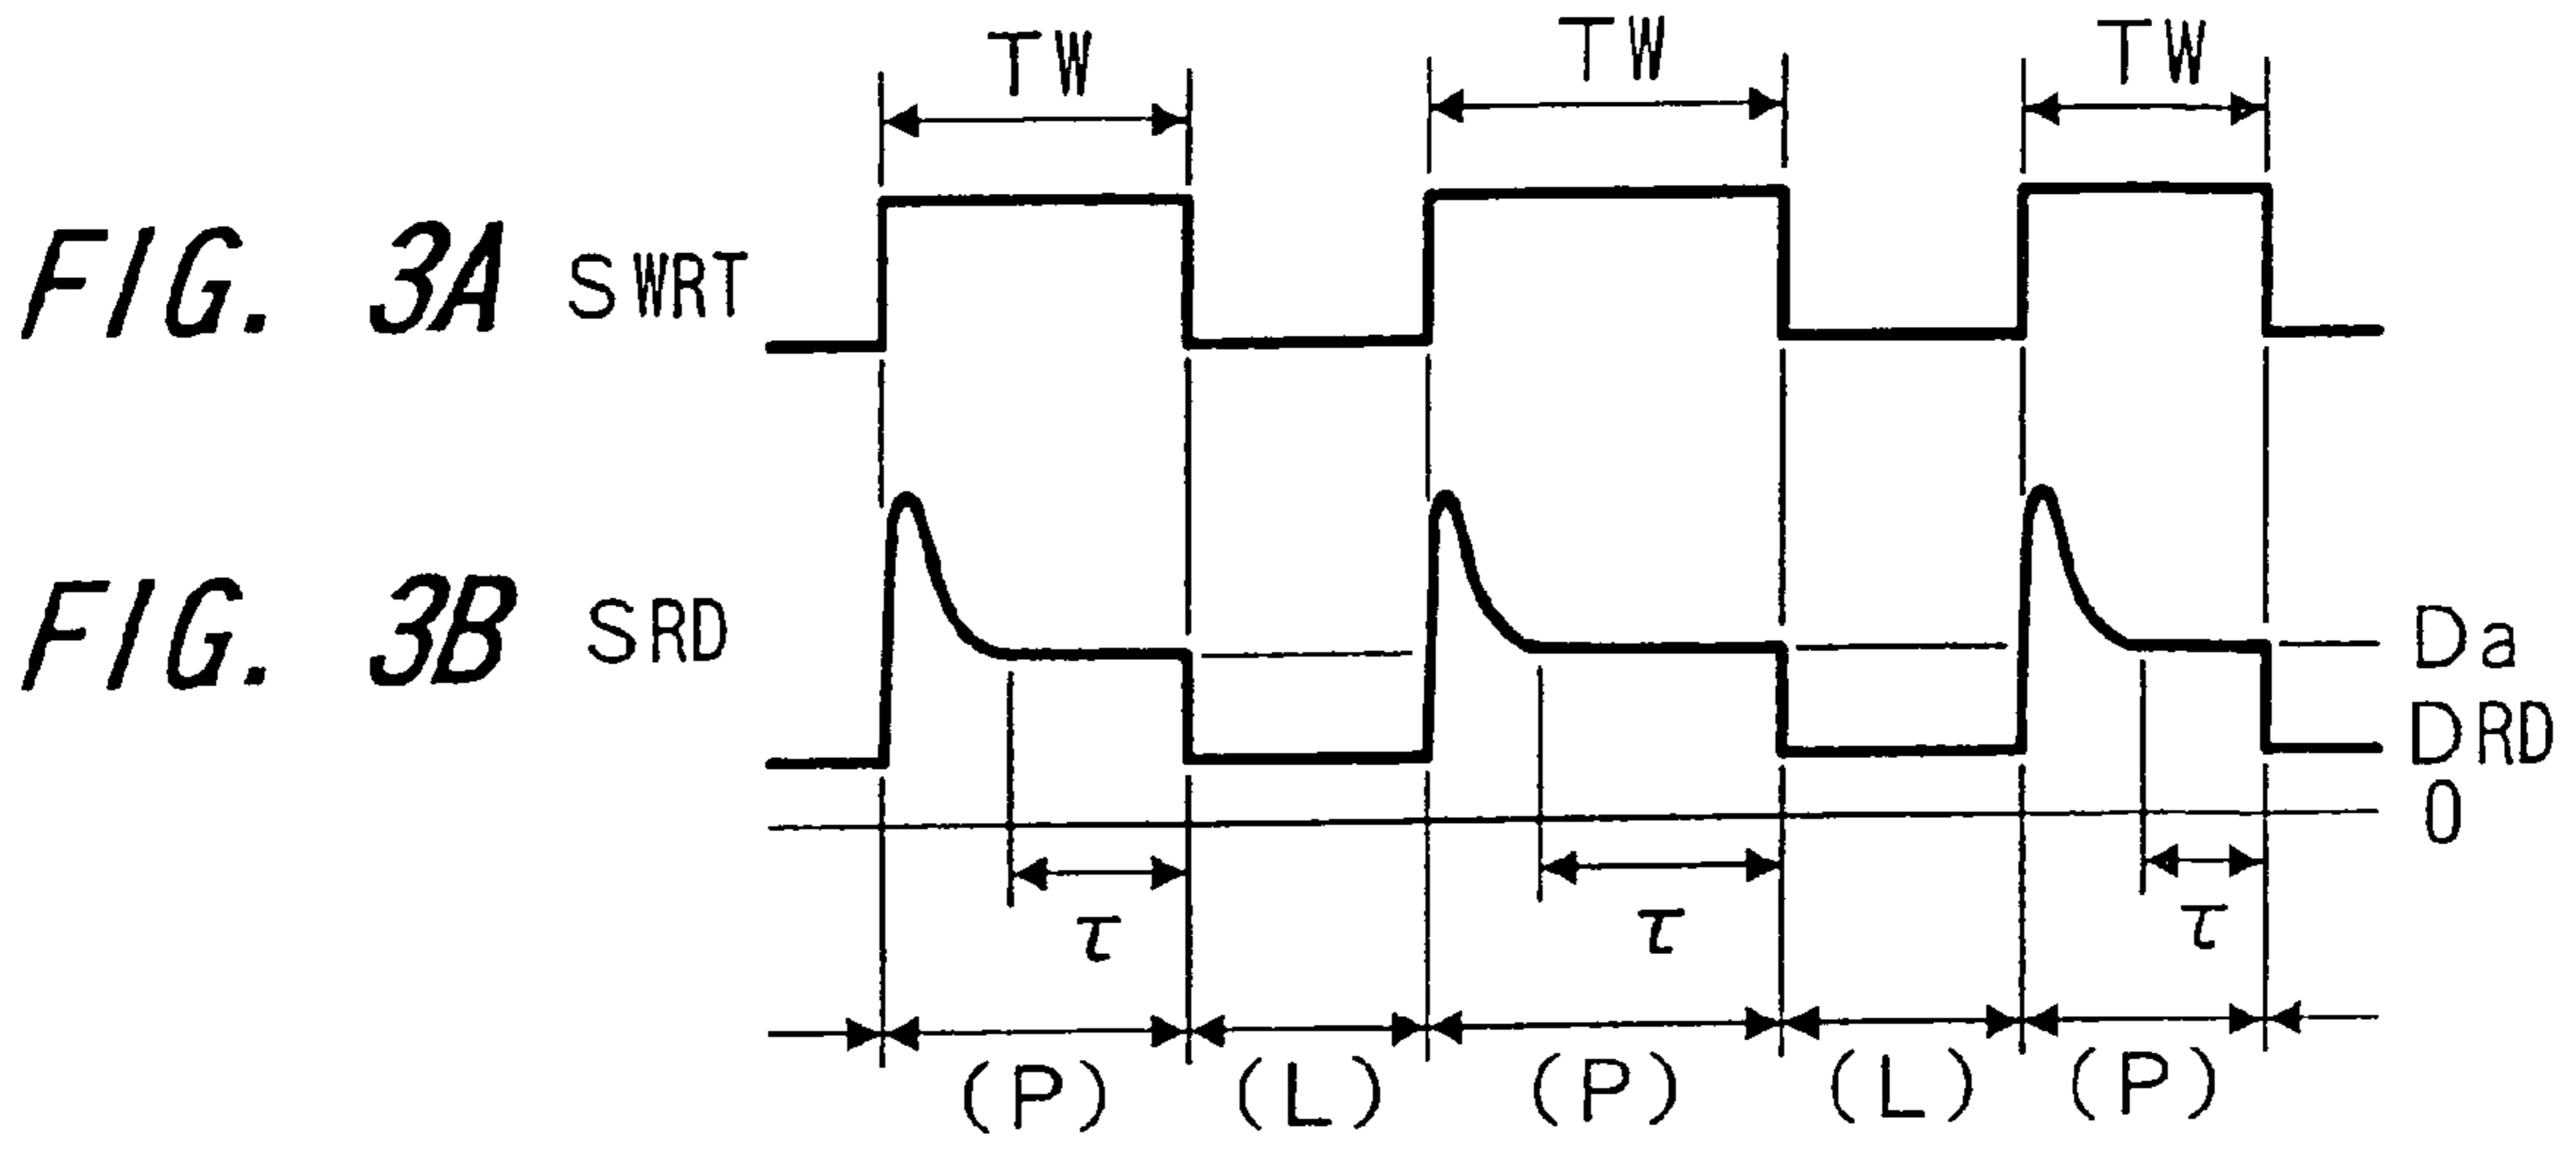 TW TW TW
FIG. 3A SWRT
FIG. 3B SRD
Da
DRD
0
τ τ τ
(P) (L) (P) (L) (P)